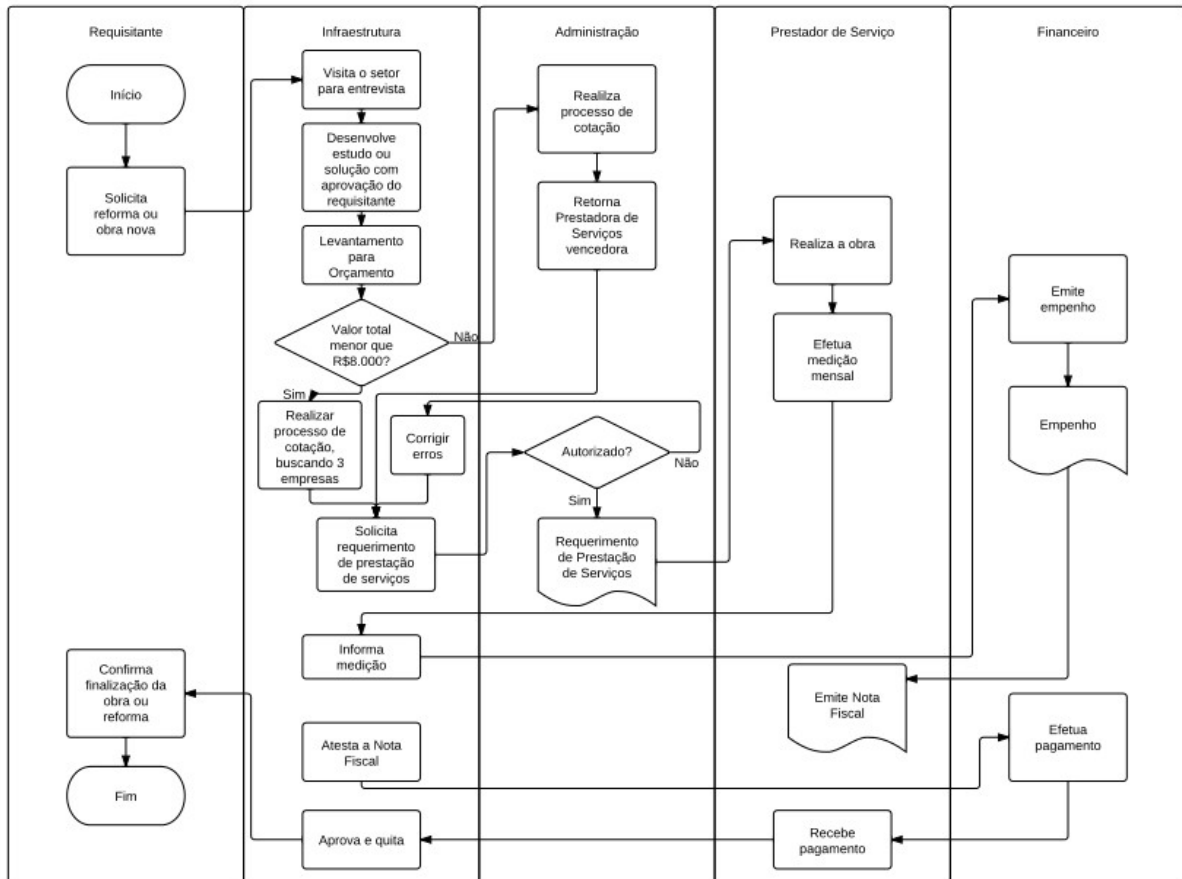 Requisitante
Infraestrutura
Administração
Prestador de Serviço
Financeiro
Início
Solicita
reforma ou
obra nova
Visita o setor
para entrevista
Desenvolve
estudo ou
solução com
aprovação do
requisitante
Levantamento
para
Orçamento
Valor total
menor que
R$8.000?
Não
Sim
Realizar
processo de
cotação,
buscando 3
empresas
Corrigir
erros
Solicita
requerimento
de prestação
de serviços
Realilza
processo de
cotação
Retorna
Prestadora de
Serviços
vencedora
Autorizado?
Não
Sim
Requerimento
de Prestação
de Serviços
Realiza a obra
Efetua
medição
mensal
Informa
medição
Emite
empenho
Empenho
Emite Nota
Fiscal
Atesta a Nota
Fiscal
Efetua
pagamento
Recebe
pagamento
Aprova e quita
Confirma
finalização da
obra ou
reforma
Fim